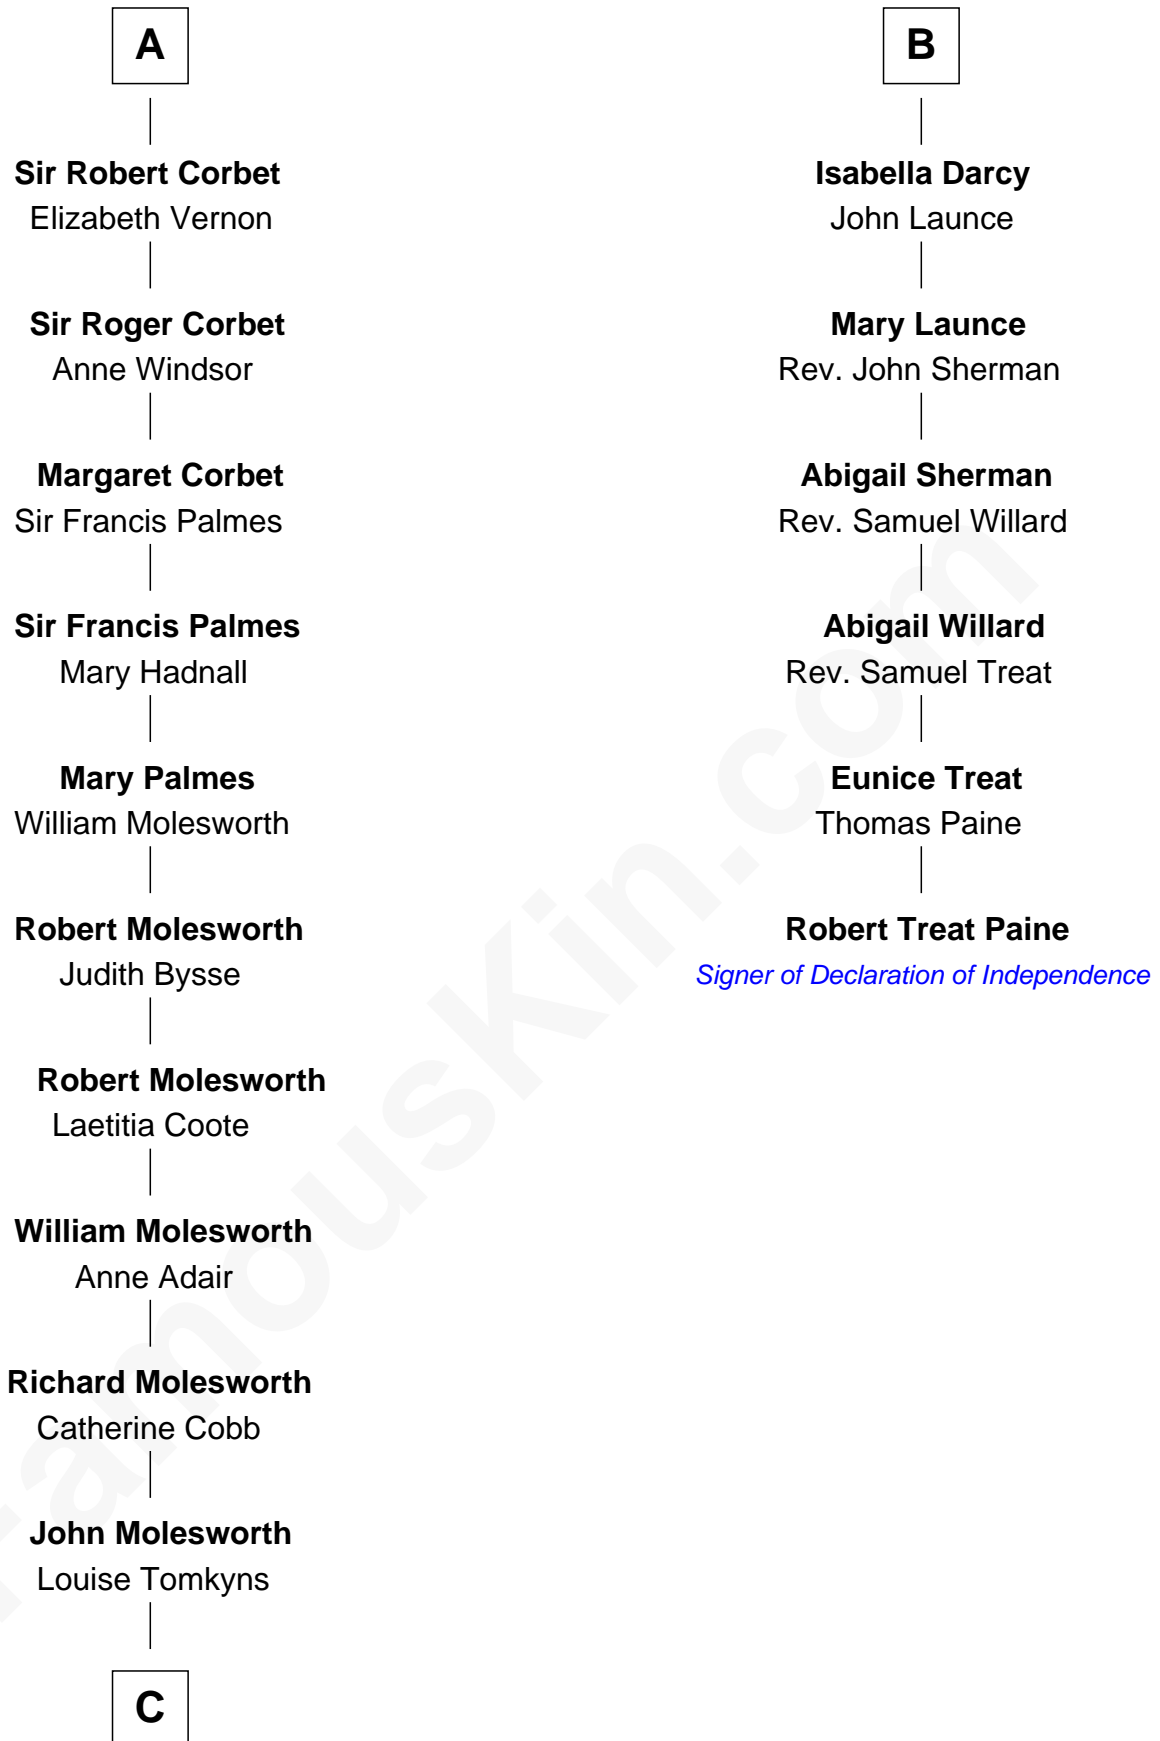 A
Sir Robert Corbet
Elizabeth Vernon
Sir Roger Corbet
Anne Windsor
Margaret Corbet
Sir Francis Palmes
Sir Francis Palmes
Mary Hadnall
Mary Palmes
William Molesworth
Robert Molesworth
Judith Bysse
Robert Molesworth
Laetitia Coote
William Molesworth
Anne Adair
Richard Molesworth
Catherine Cobb
John Molesworth
Louise Tomkyns
C
B
Isabella Darcy
John Launce
Mary Launce
Rev. John Sherman
Abigail Sherman
Rev. Samuel Willard
Abigail Willard
Rev. Samuel Treat
Eunice Treat
Thomas Paine
Robert Treat Paine
Signer of Declaration of Independence
FamousKin.com